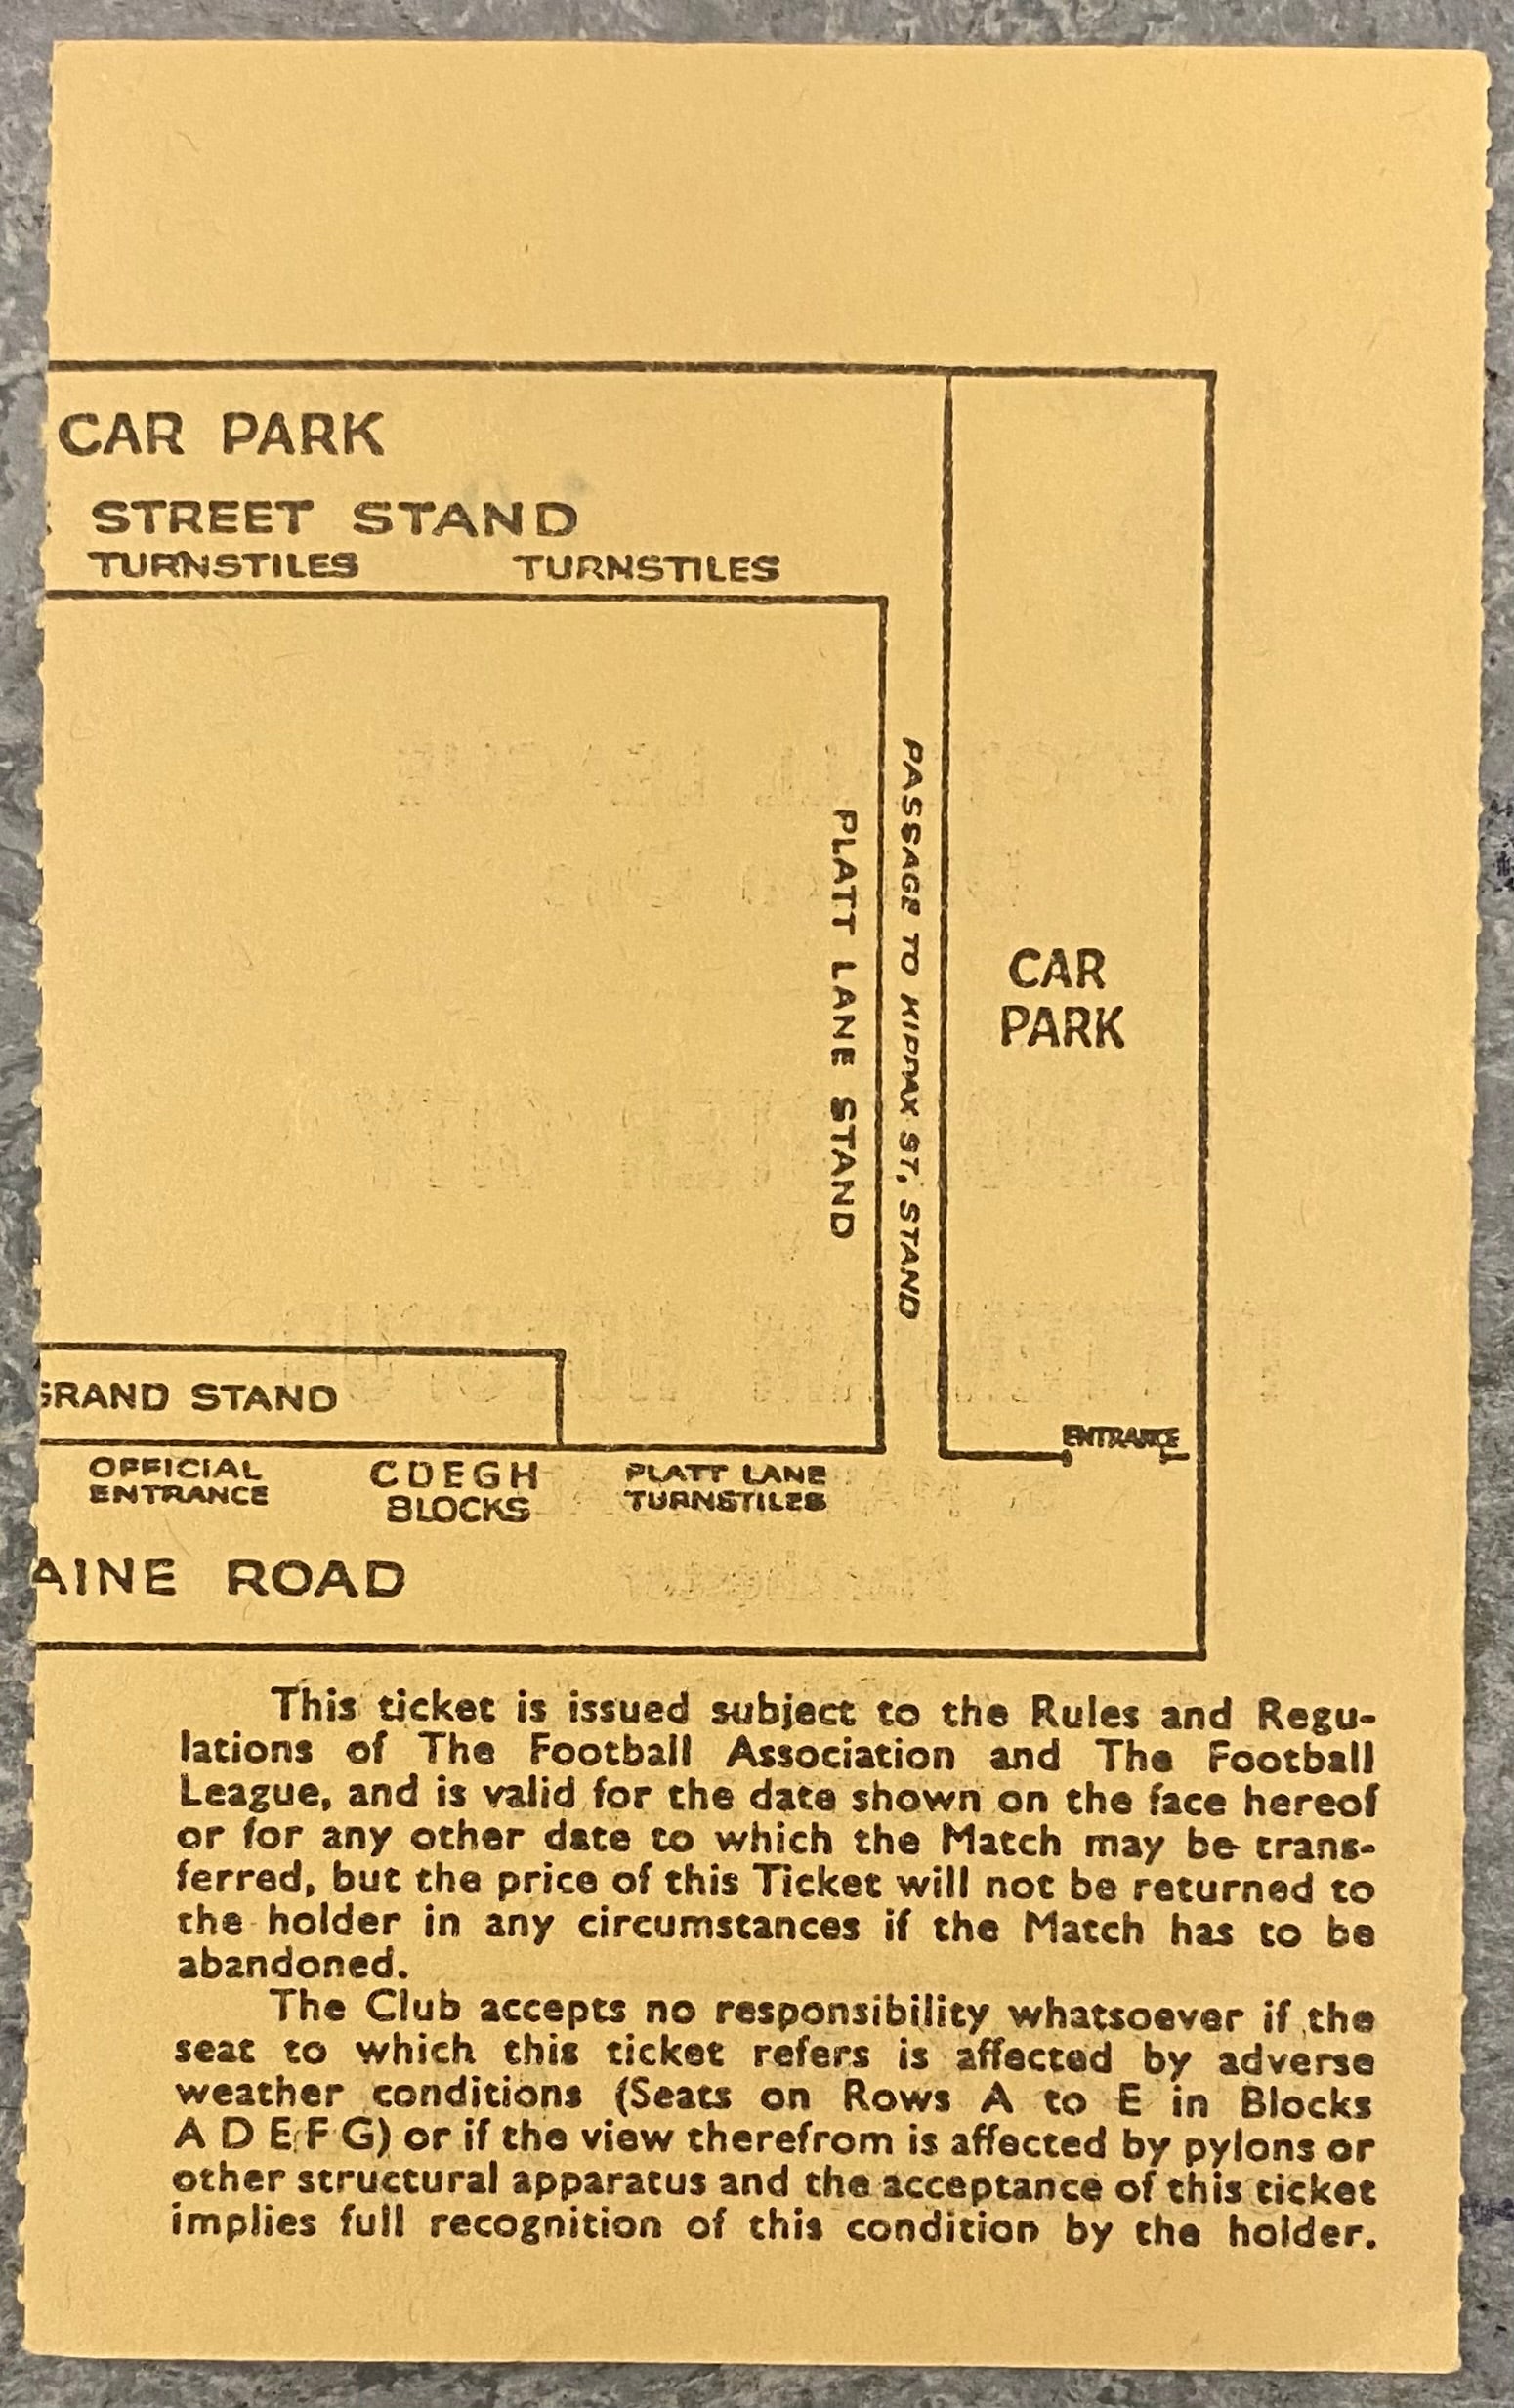 CAR PARK
STREET STAND
TURNSTILES TURNSTILES
PLATT LANE STAND
PASSAGE TO KIPPAX ST, STAND
CAR
PARK
GRAND STAND
ENTRANCE
OFFICIAL
ENTRANCE
CDEGH
BLOCKS
PLATT LANE
TURNSTILES
AINE ROAD
This ticket is issued subject to the Rules and Regu-
lations of The Football Association and The Football
League, and is valid for the date shown on the face hereof
or for any other date to which the Match may be trans-
ferred, but the price of this Ticket will not be returned to
the holder in any circumstances if the Match has to be
abandoned.
The Club accepts no responsibility whatsoever if the
seat to which this ticket refers is affected by adverse
weather conditions (Seats on Rows A to E in Blocks
A D E F G) or if the view therefrom is affected by pylons or
other structural apparatus and the acceptance of this ticket
implies full recognition of this condition by the holder.